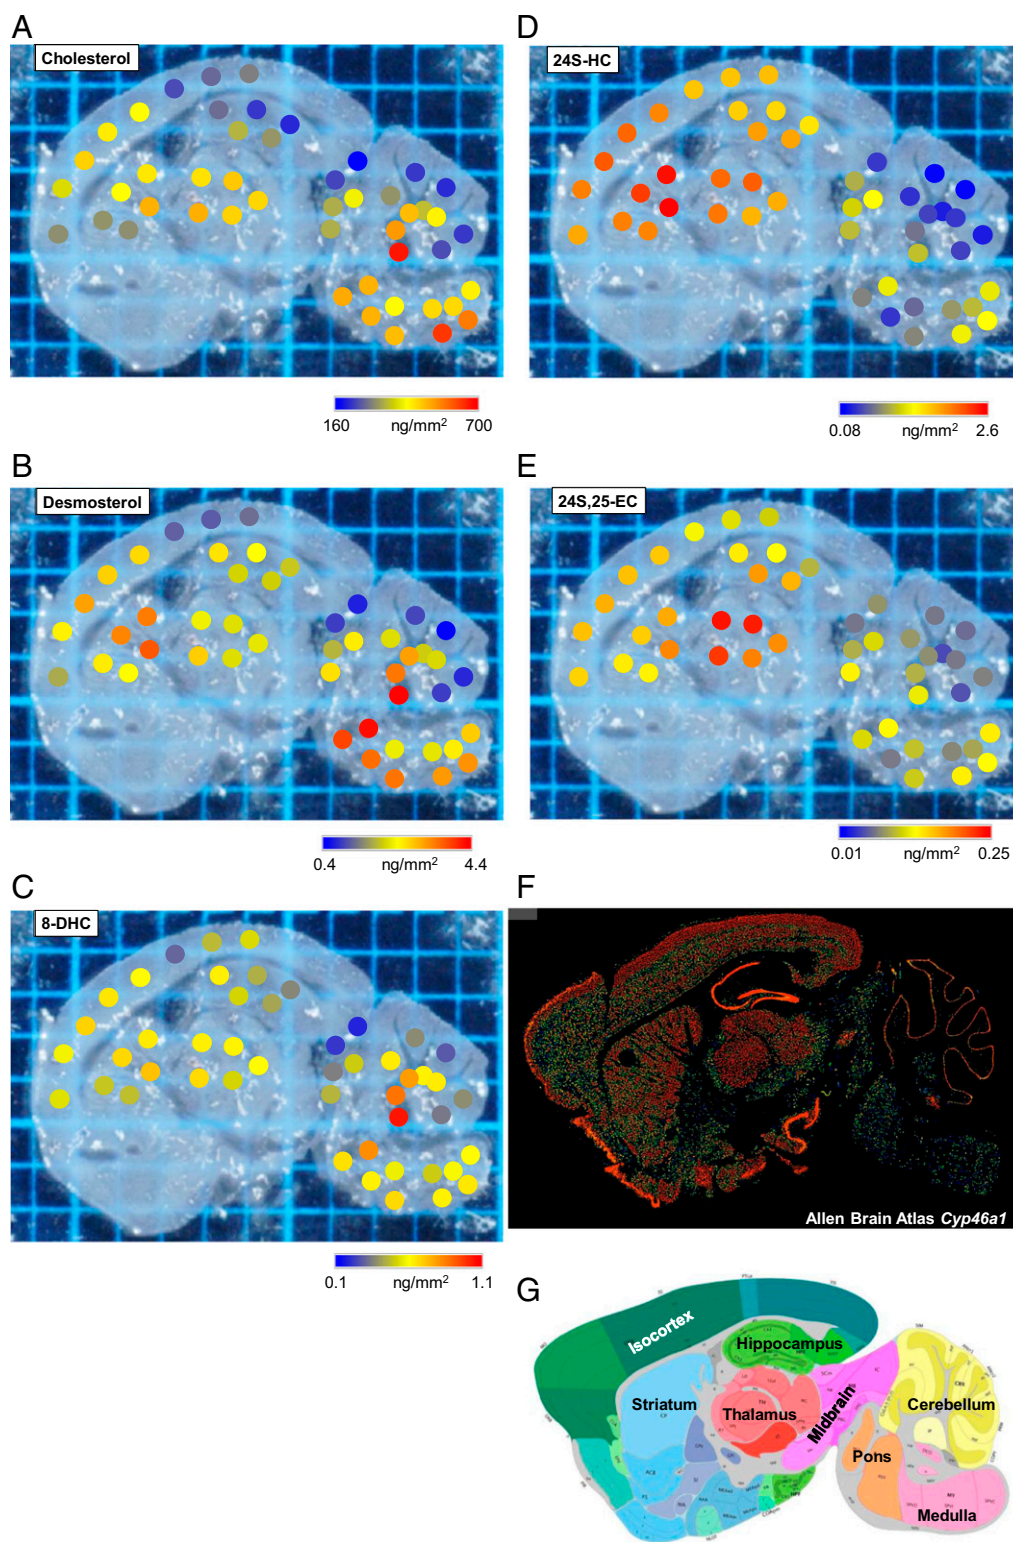 A
Cholesterol
160 ng/mm² 700
B
Desmosterol
0.4 ng/mm² 4.4
C
8-DHC
0.1 ng/mm² 1.1
D
24S-HC
0.08 ng/mm² 2.6
E
24S,25-EC
0.01 ng/mm² 0.25
F
Allen Brain Atlas Cyp46a1
G
Isocortex
Hippocampus
Striatum
Thalamus
Midbrain
Cerebellum
Pons
Medulla